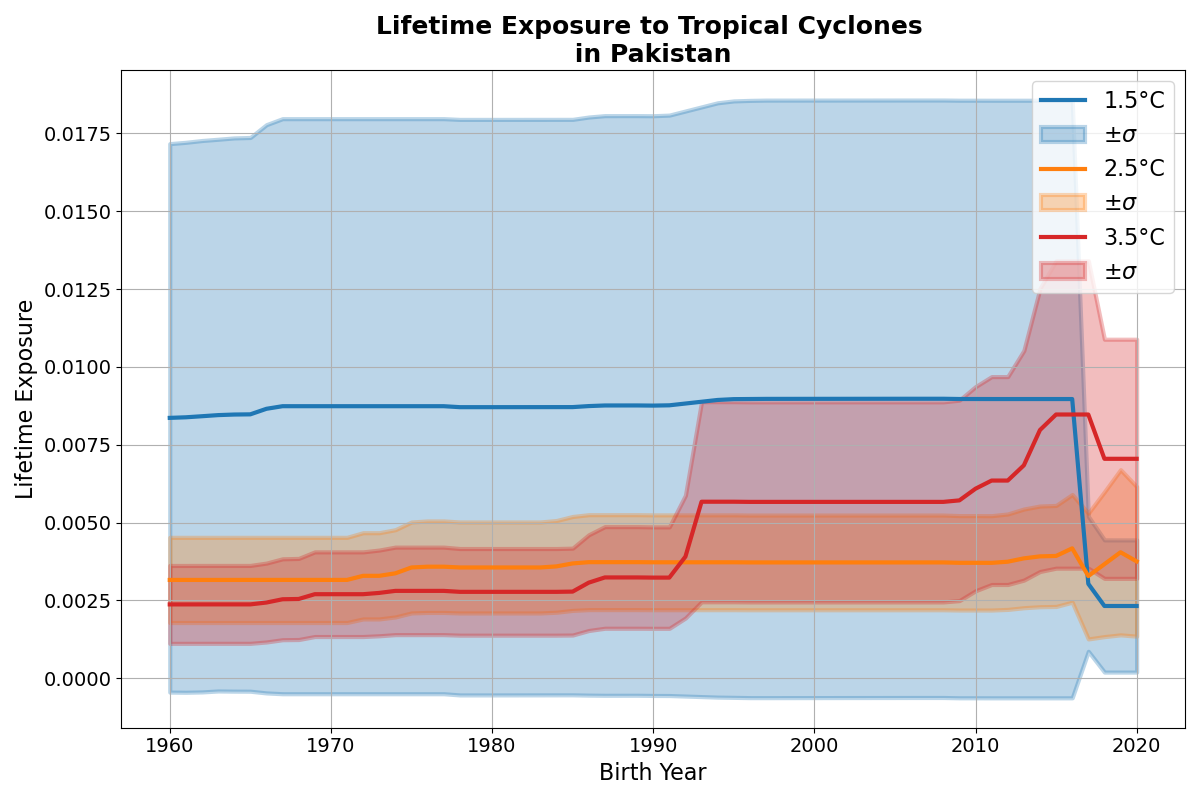 Lifetime Exposure to Tropical Cyclones
in Pakistan
Lifetime Exposure
0.0175
0.0150
0.0125
0.0100
0.0075
0.0050
0.0025
0.0000
1.5°C
±σ
2.5°C
±σ
3.5°C
±σ
1960
1970
1980
1990
2000
2010
2020
Birth Year